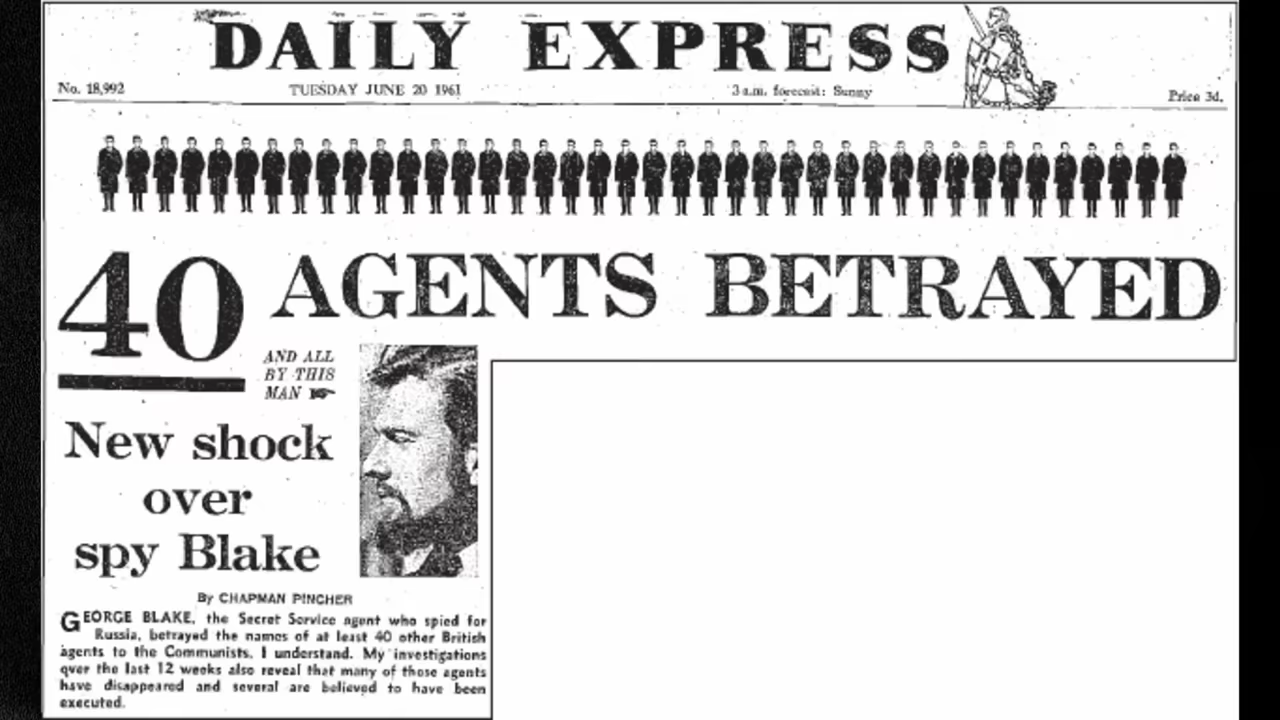 DAILY EXPRESS
No. 18,992
TUESDAY JUNE 20 1961
3 a.m. forecast: Sunny
Price 3d.
40 AGENTS BETRAYED
AND ALL
BY THIS
MAN
New shock
over
spy Blake
By CHAPMAN PINCHER
GEORGE BLAKE, the Secret Service agent who spied for
Russia, betrayed the names of at least 40 other British
agents to the Communists, I understand. My investigations
over the last 12 weeks also reveal that many of those agents
have disappeared and several are believed to have been
executed.